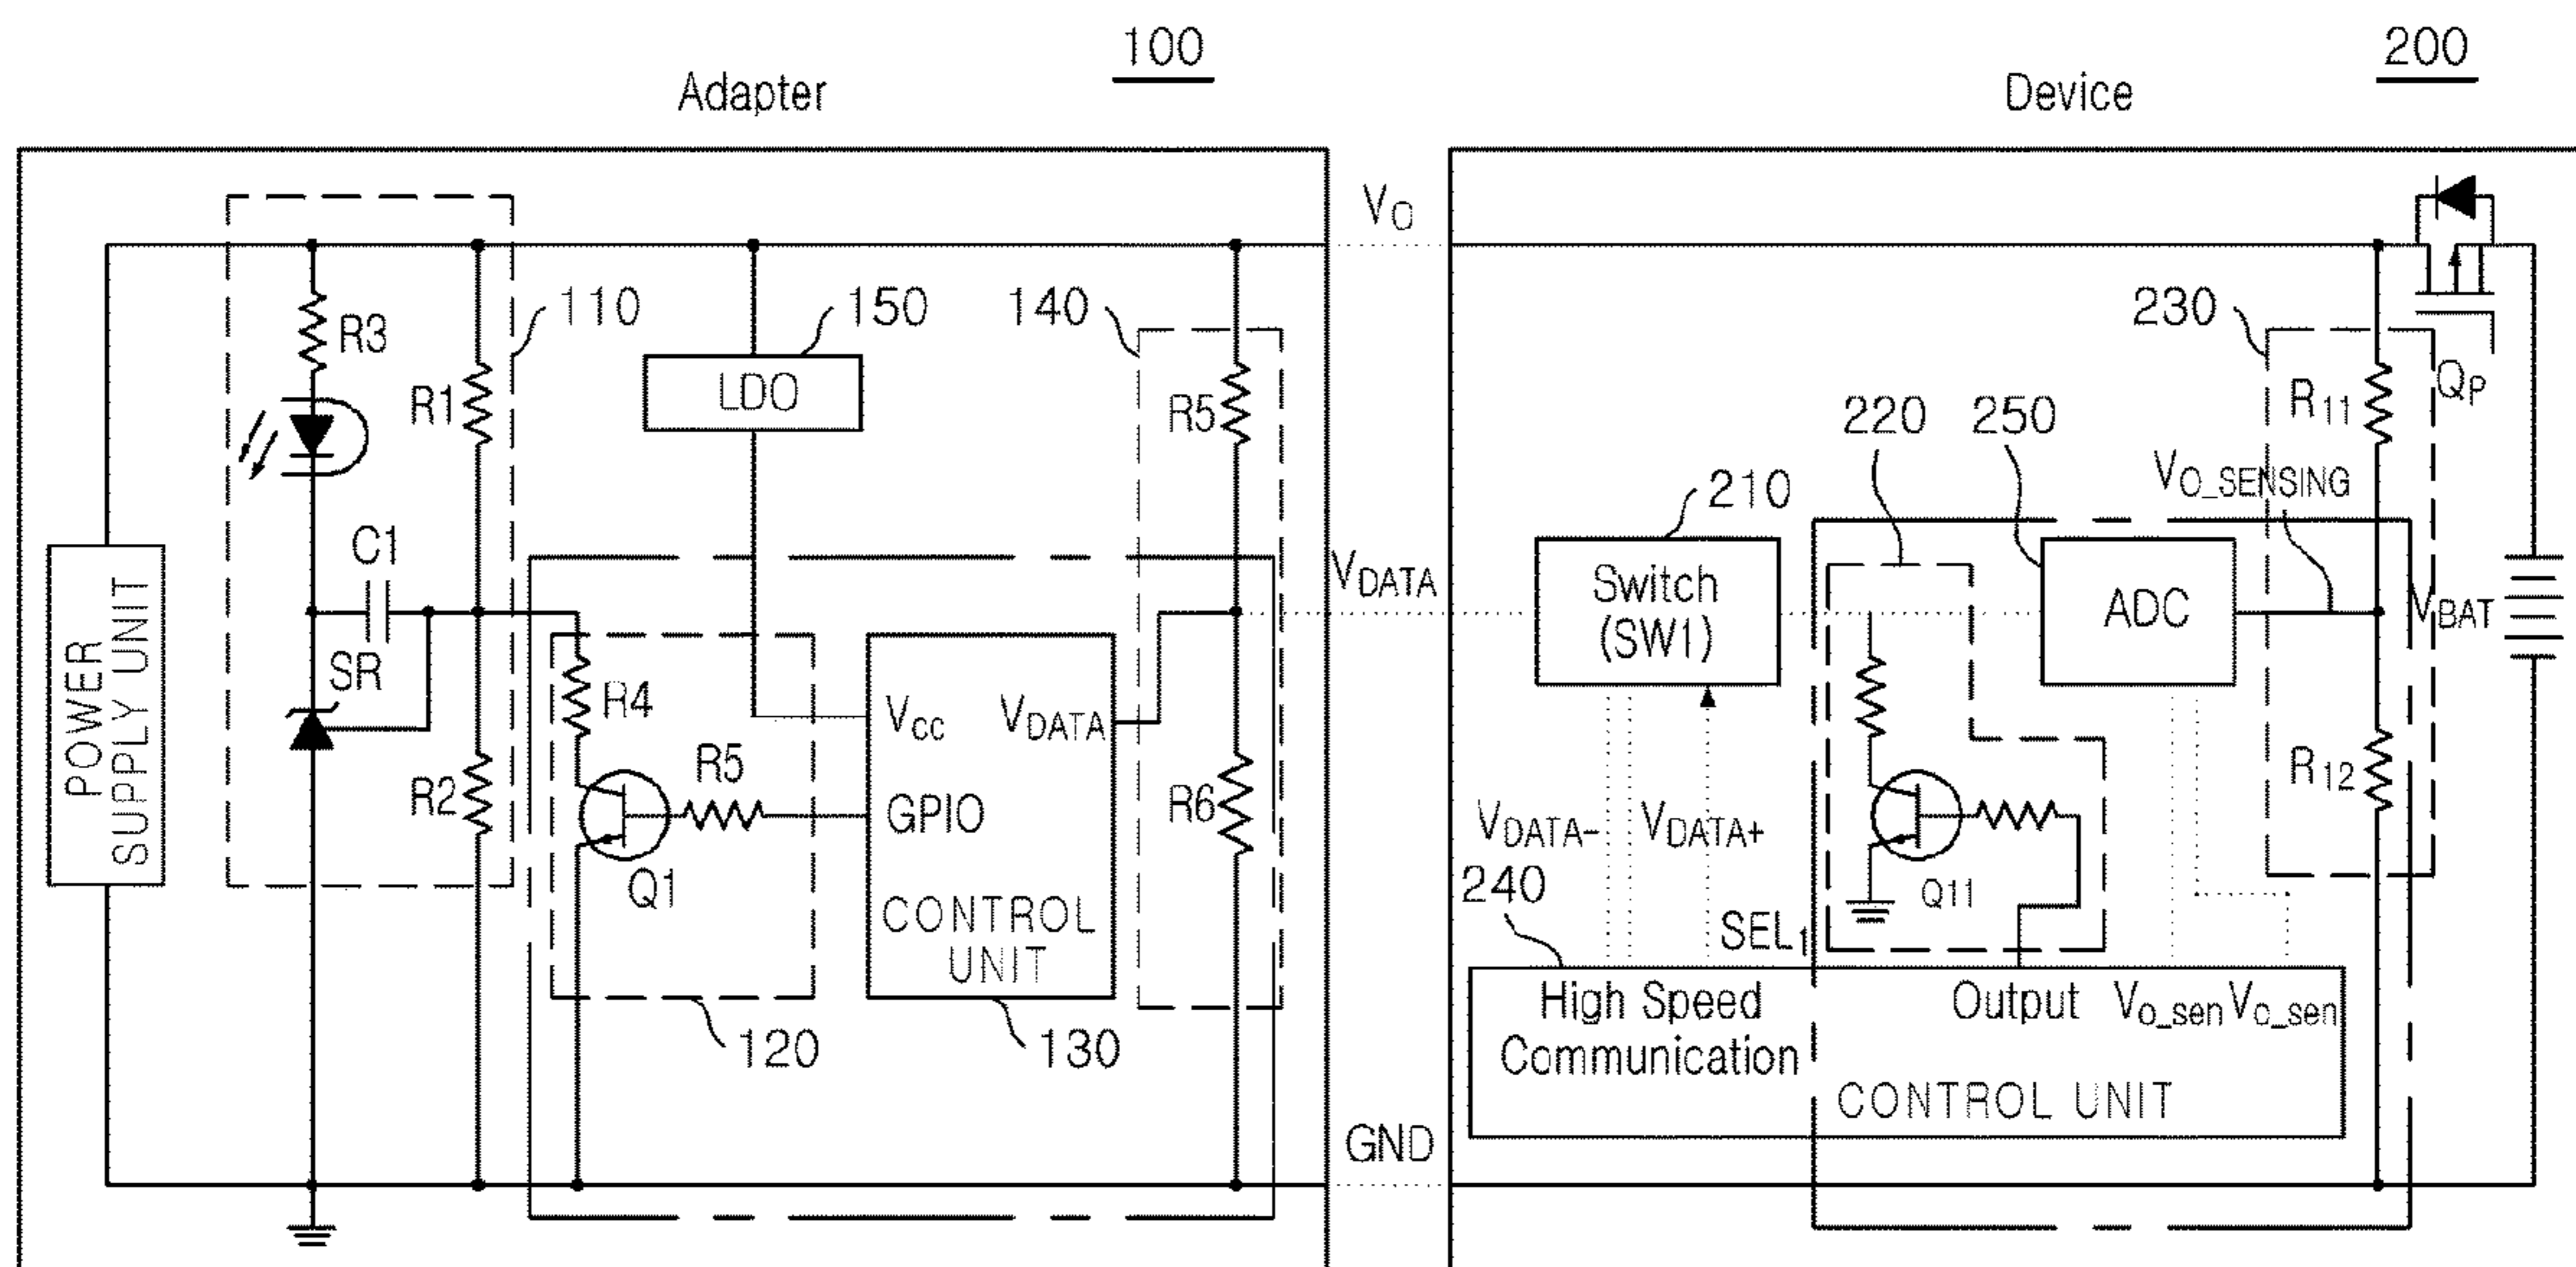 100
200
Adapter
Device
VO
R3
110
150
140
230
R1
LDO
R5
R11
QP
220
250
VO_SENSING
210
C1
VDATA
Switch
(SW1)
ADC
VBAT
POWER
SUPPLY UNIT
SR
R4
Vcc
VDATA
R5
R2
GPIO
R6
R12
VDATA-
VDATA+
Q1
240
Q11
CONTROL
UNIT
SEL1
High Speed
Communication
Output
Vo_sen
Vo_sen
120
130
CONTROL UNIT
GND